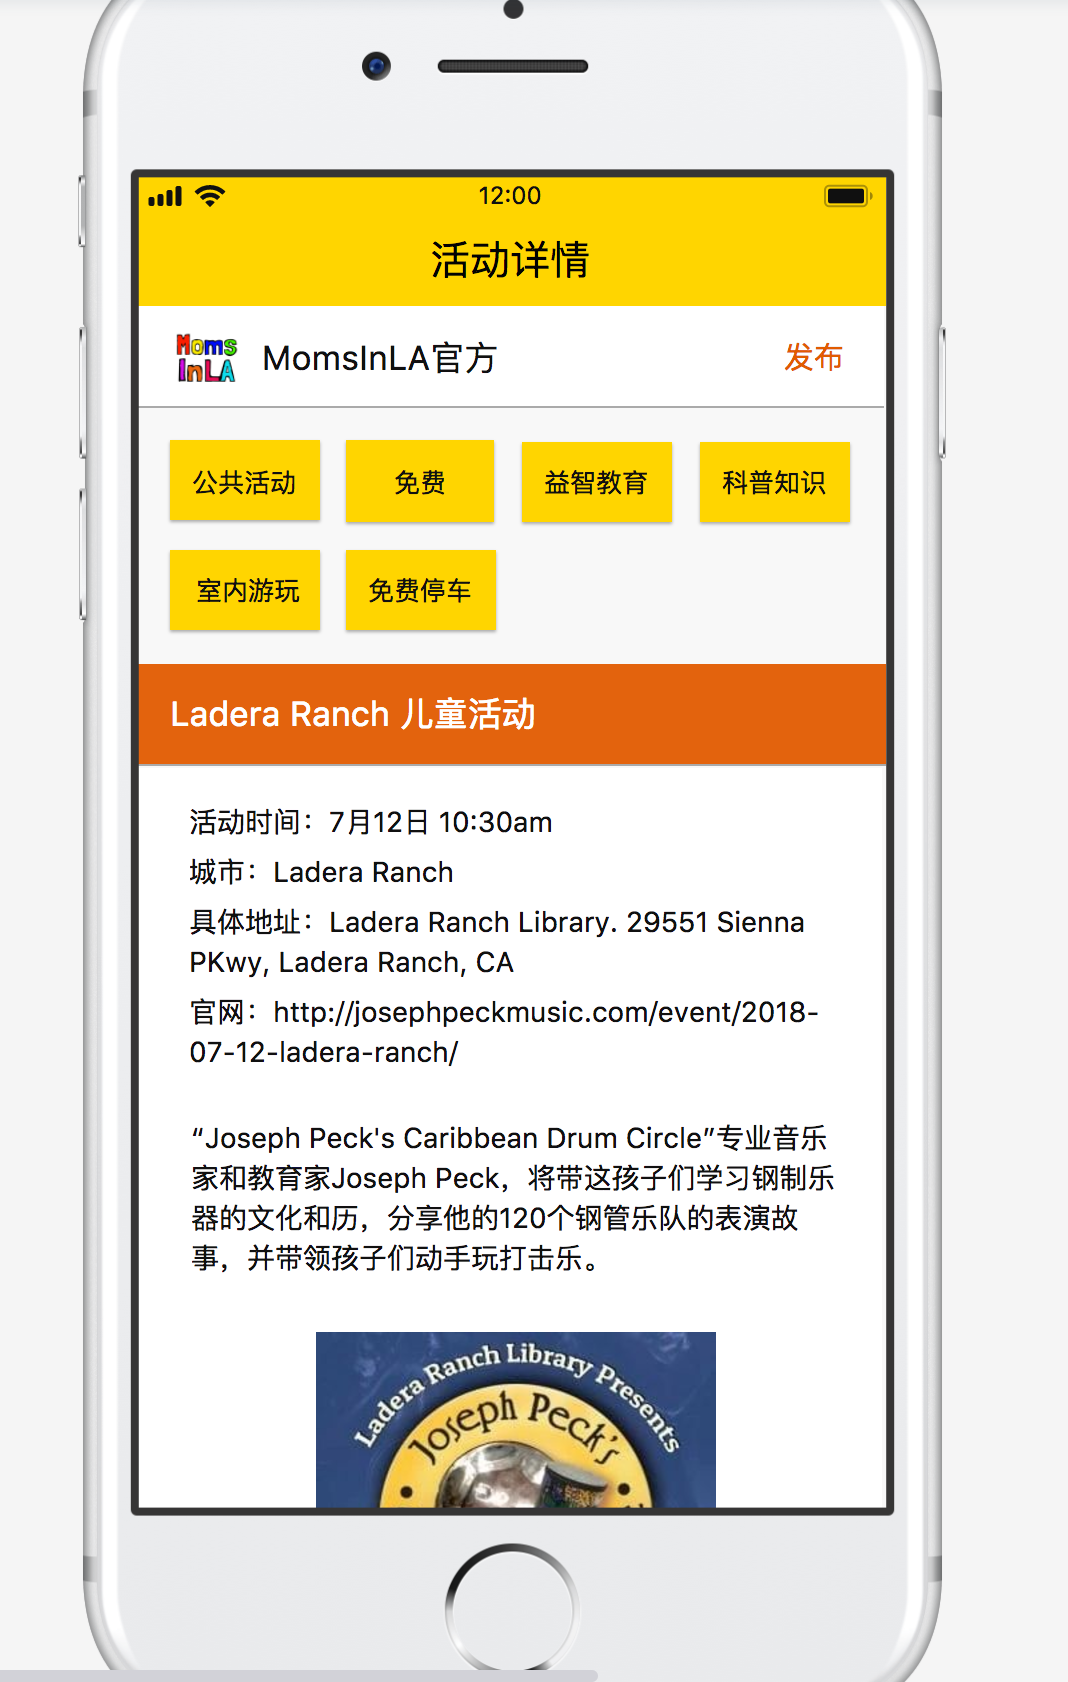 12:00
活动详情
Moms
InLA
MomsInLA官方
发布
公共活动
免费
益智教育
科普知识
室内游玩
免费停车
Ladera Ranch 儿童活动
活动时间：7月12日 10:30am
城市：Ladera Ranch
具体地址：Ladera Ranch Library. 29551 Sienna
PKwy, Ladera Ranch, CA
官网：http://josephpeckmusic.com/event/2018-
07-12-ladera-ranch/
“Joseph Peck's Caribbean Drum Circle”专业音乐
家和教育家Joseph Peck，将带这孩子们学习钢制乐
器的文化和历，分享他的120个钢管乐队的表演故
事，并带领孩子们动手玩打击乐。
Ladera Ranch Library Presents
Joseph Peck's